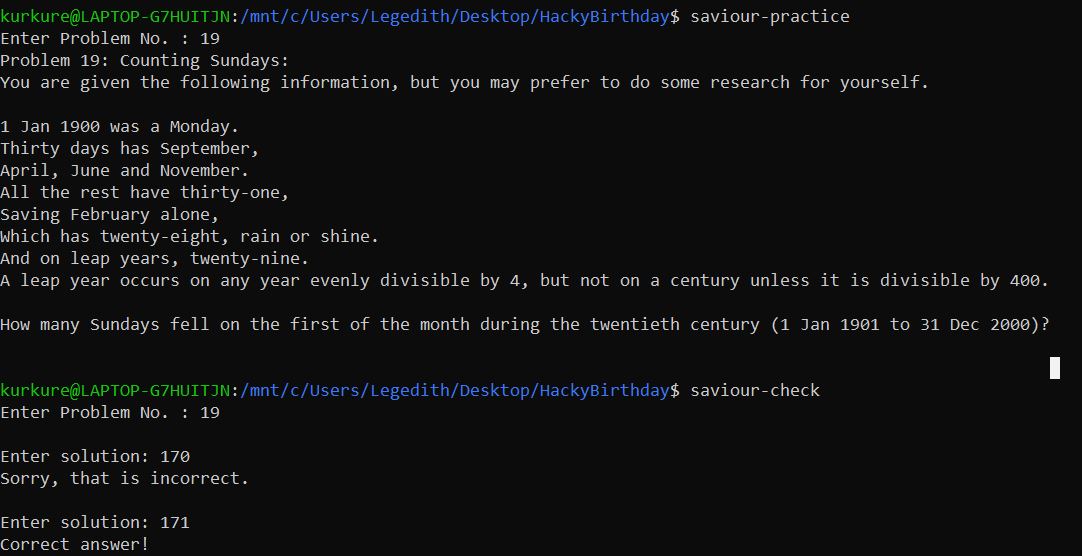 kurkure@LAPTOP-G7HUITJN:/mnt/c/Users/Legedith/Desktop/HackyBirthday$ saviour-practice
Enter Problem No. : 19
Problem 19: Counting Sundays:
You are given the following information, but you may prefer to do some research for yourself.
1 Jan 1900 was a Monday.
Thirty days has September,
April, June and November.
All the rest have thirty-one,
Saving February alone,
Which has twenty-eight, rain or shine.
And on leap years, twenty-nine.
A leap year occurs on any year evenly divisible by 4, but not on a century unless it is divisible by 400.
How many Sundays fell on the first of the month during the twentieth century (1 Jan 1901 to 31 Dec 2000)?
kurkure@LAPTOP-G7HUITJN:/mnt/c/Users/Legedith/Desktop/HackyBirthday$ saviour-check
Enter Problem No. : 19
Enter solution: 170
Sorry, that is incorrect.
Enter solution: 171
Correct answer!